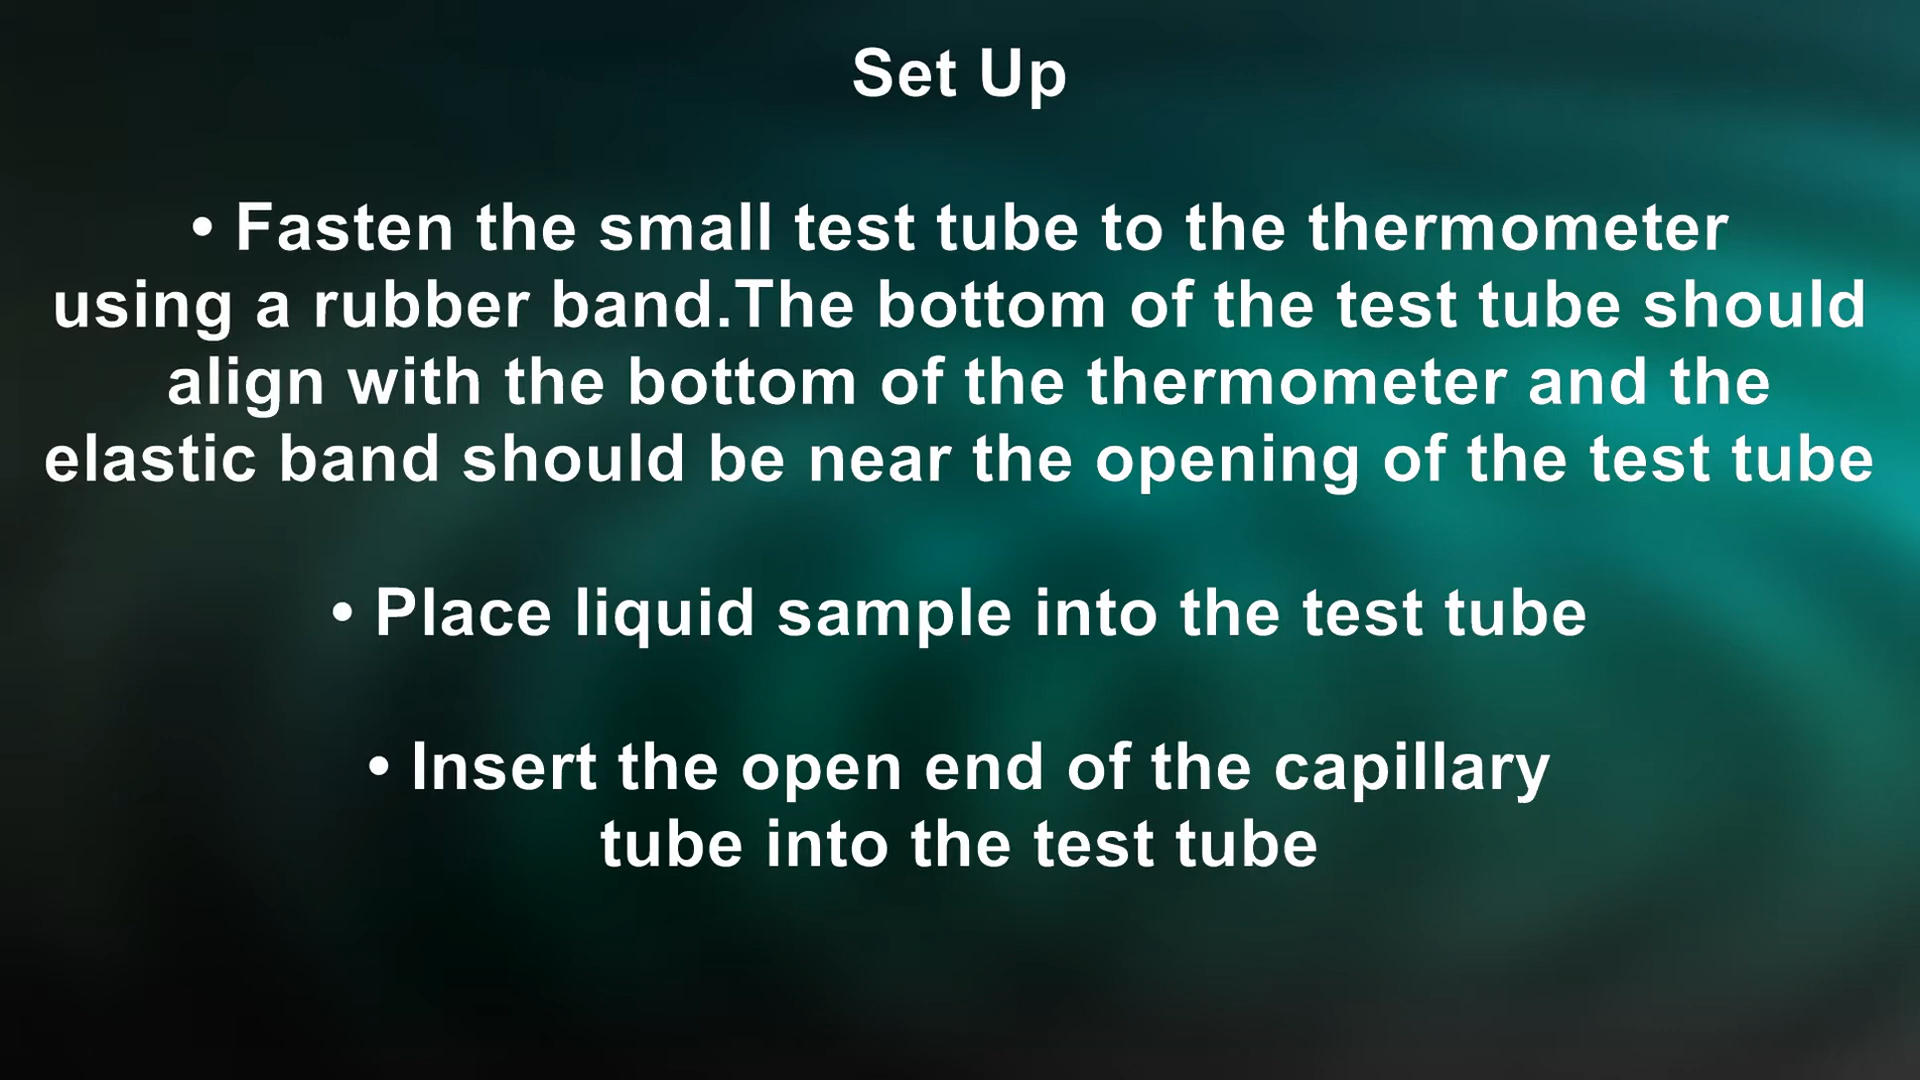 Set Up
• Fasten the small test tube to the thermometer
using a rubber band.The bottom of the test tube should
align with the bottom of the thermometer and the
elastic band should be near the opening of the test tube
• Place liquid sample into the test tube
• Insert the open end of the capillary
tube into the test tube